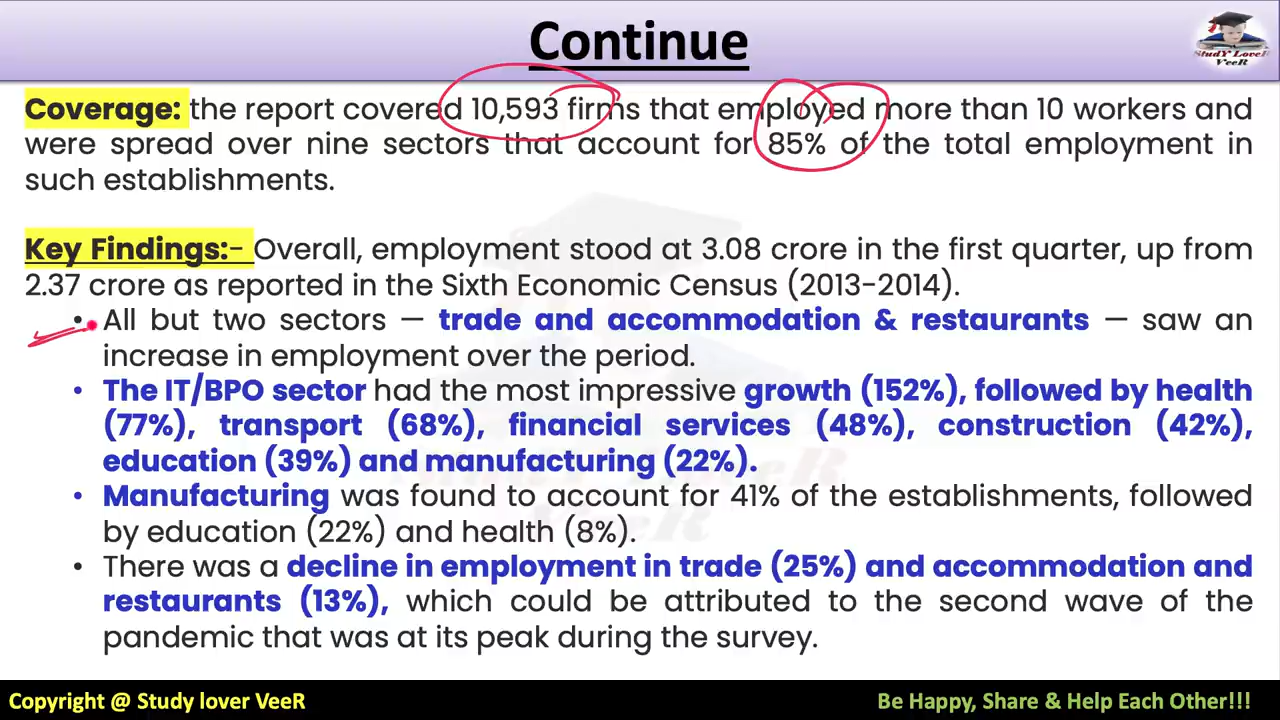 Continue
StudY LoveR
VeeR
Coverage: the report covered 10,593 firms that employed more than 10 workers and
were spread over nine sectors that account for 85% of the total employment in
such establishments.
Key Findings:- Overall, employment stood at 3.08 crore in the first quarter, up from
2.37 crore as reported in the Sixth Economic Census (2013-2014).
• All but two sectors — trade and accommodation & restaurants — saw an
increase in employment over the period.
• The IT/BPO sector had the most impressive growth (152%), followed by health
(77%), transport (68%), financial services (48%), construction (42%),
education (39%) and manufacturing (22%).
• Manufacturing was found to account for 41% of the establishments, followed
by education (22%) and health (8%).
• There was a decline in employment in trade (25%) and accommodation and
restaurants (13%), which could be attributed to the second wave of the
pandemic that was at its peak during the survey.
Copyright @ Study lover VeeR
Be Happy, Share & Help Each Other!!!